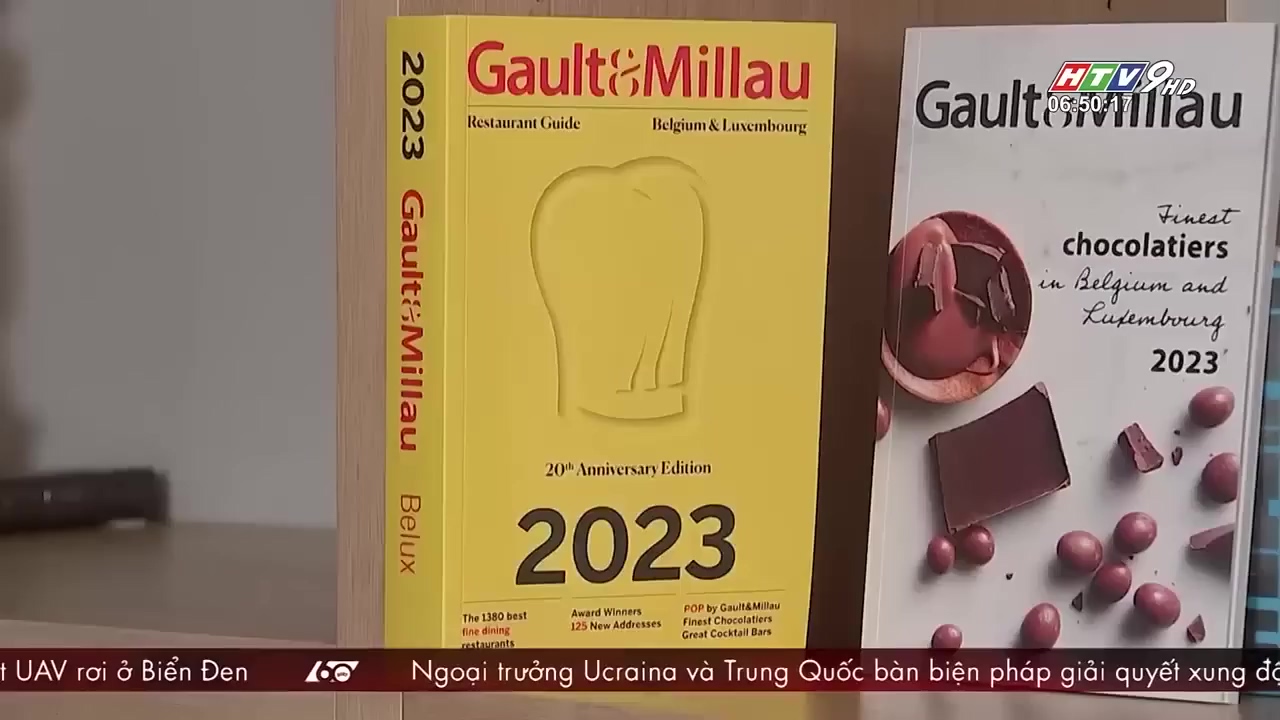 2023 Gault&Millau Belux
Gault&Millau
Restaurant Guide
Belgium & Luxembourg
20th Anniversary Edition
2023
The 1380 best
fine dining
restaurants
Award Winners
125 New Addresses
POP by Gault&Millau
Finest Chocolatiers
Great Cocktail Bars
HTV9 HD
06:50:17
Gault&Millau
Finest
chocolatiers
in Belgium and
Luxembourg
2023
t UAV rơi ở Biển Đen
Ngoại trưởng Ucraina và Trung Quốc bàn biện pháp giải quyết xung độ